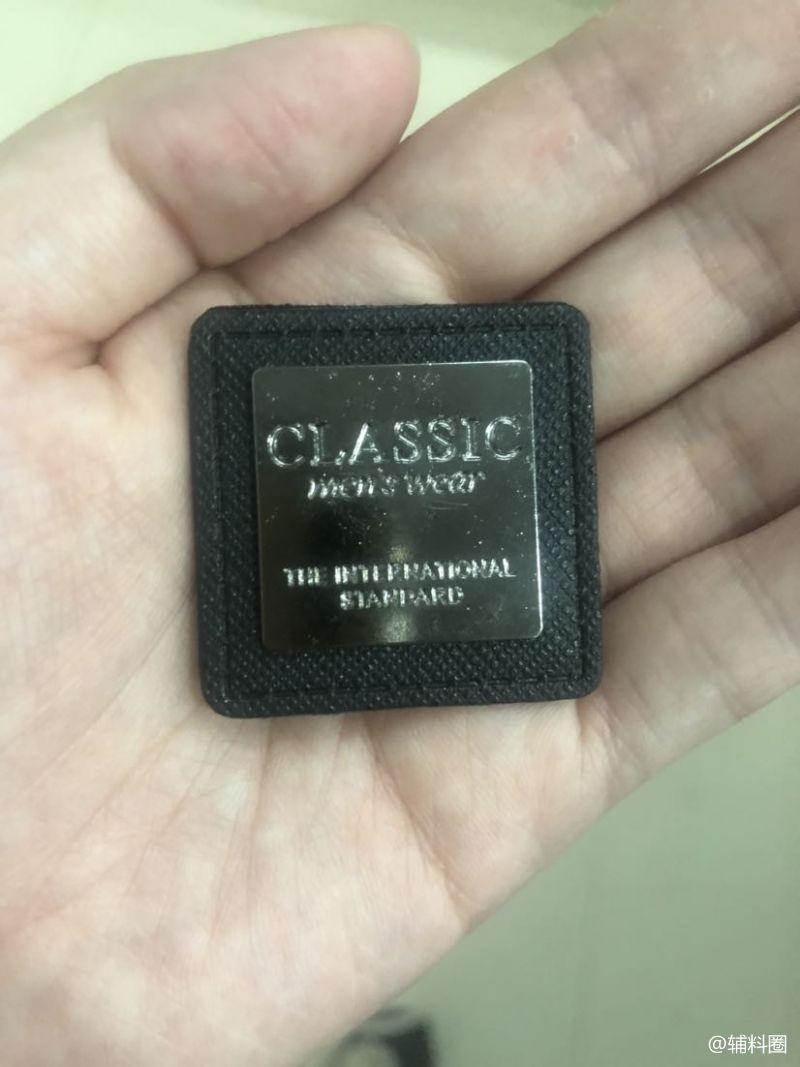 CLASSIC
men's wear
THE INTERNATIONAL
STANDARD
@辅料圈